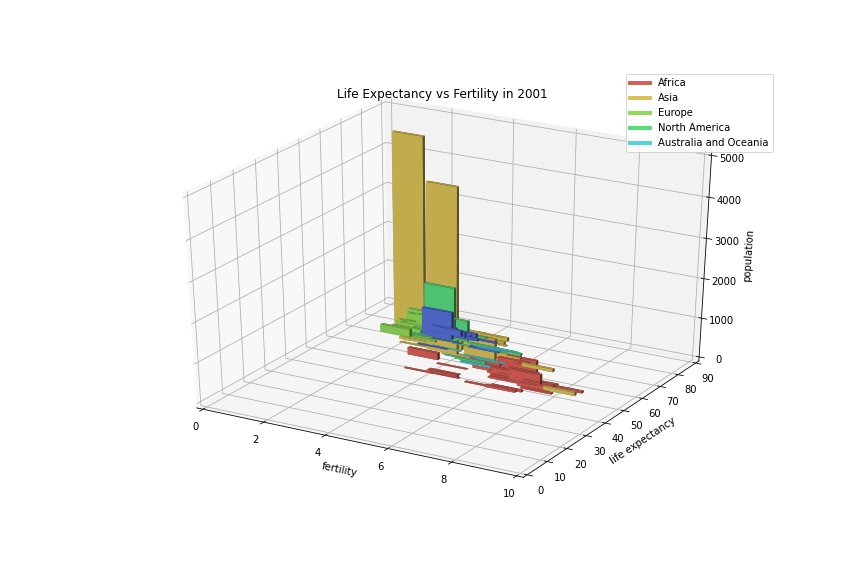 Life Expectancy vs Fertility in 2001
Africa
Asia
Europe
North America
Australia and Oceania
5000
4000
3000
2000
1000
0
population
90
80
70
60
50
40
30
20
10
0
life expectancy
0
2
4
6
8
10
fertility